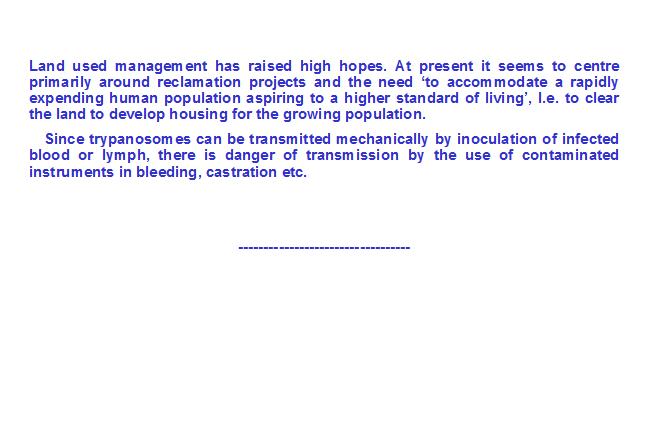 Land used management has raised high hopes. At present it seems to centre
primarily around reclamation projects and the need ‘to accommodate a rapidly
expending human population aspiring to a higher standard of living’, I.e. to clear
the land to develop housing for the growing population.
Since trypanosomes can be transmitted mechanically by inoculation of infected
blood or lymph, there is danger of transmission by the use of contaminated
instruments in bleeding, castration etc.
----------------------------------